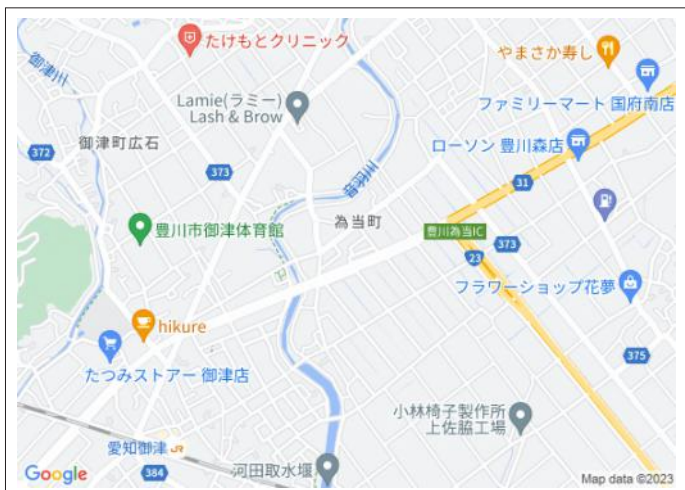 たけもとクリニック
やまさか寿し
御津川
Lamie(ラミー)
Lash & Brow
ファミリーマート 国府南店
御津町広石
ローソン 豊川森店
372
373
31
豊川市御津体育館
為当町
豊川為当IC
373
23
フラワーショップ花夢
hikure
375
たつみストアー 御津店
小林椅子製作所
上佐脇工場
愛知御津
JR
384
河田取水堰
Google
Map data ©2023